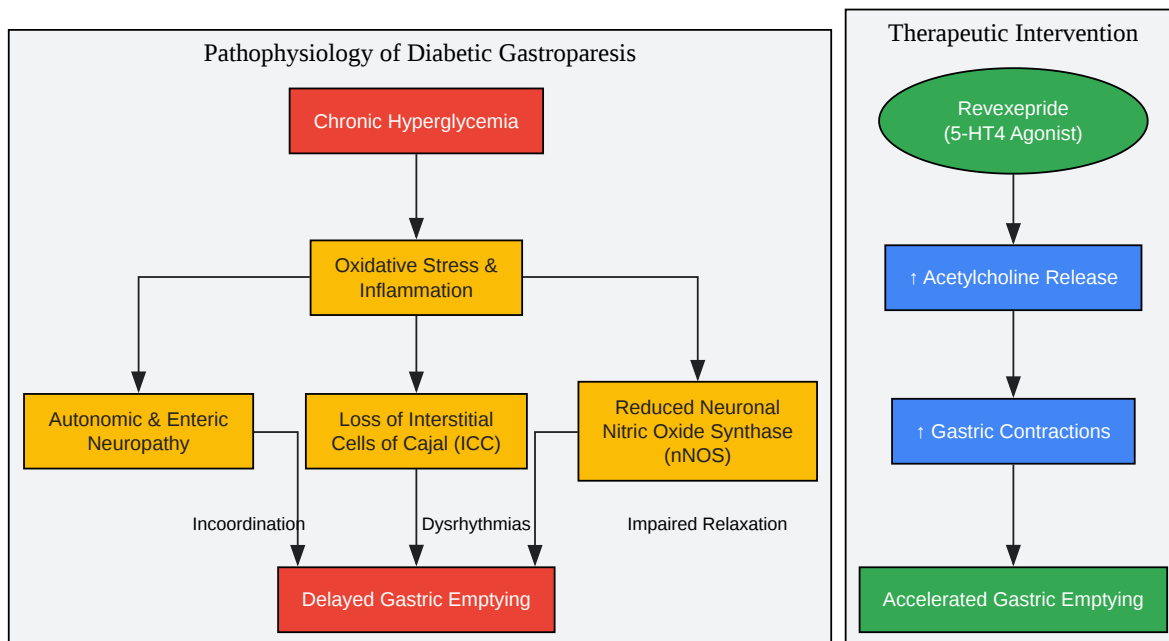 Pathophysiology of Diabetic Gastroparesis
Chronic Hyperglycemia
Oxidative Stress &
Inflammation
Autonomic & Enteric
Neuropathy
Loss of Interstitial
Cells of Cajal (ICC)
Reduced Neuronal
Nitric Oxide Synthase
(nNOS)
Incoordination
Dysrhythmias
Impaired Relaxation
Delayed Gastric Emptying
Therapeutic Intervention
Revexepride
(5-HT4 Agonist)
↑ Acetylcholine Release
↑ Gastric Contractions
Accelerated Gastric Emptying